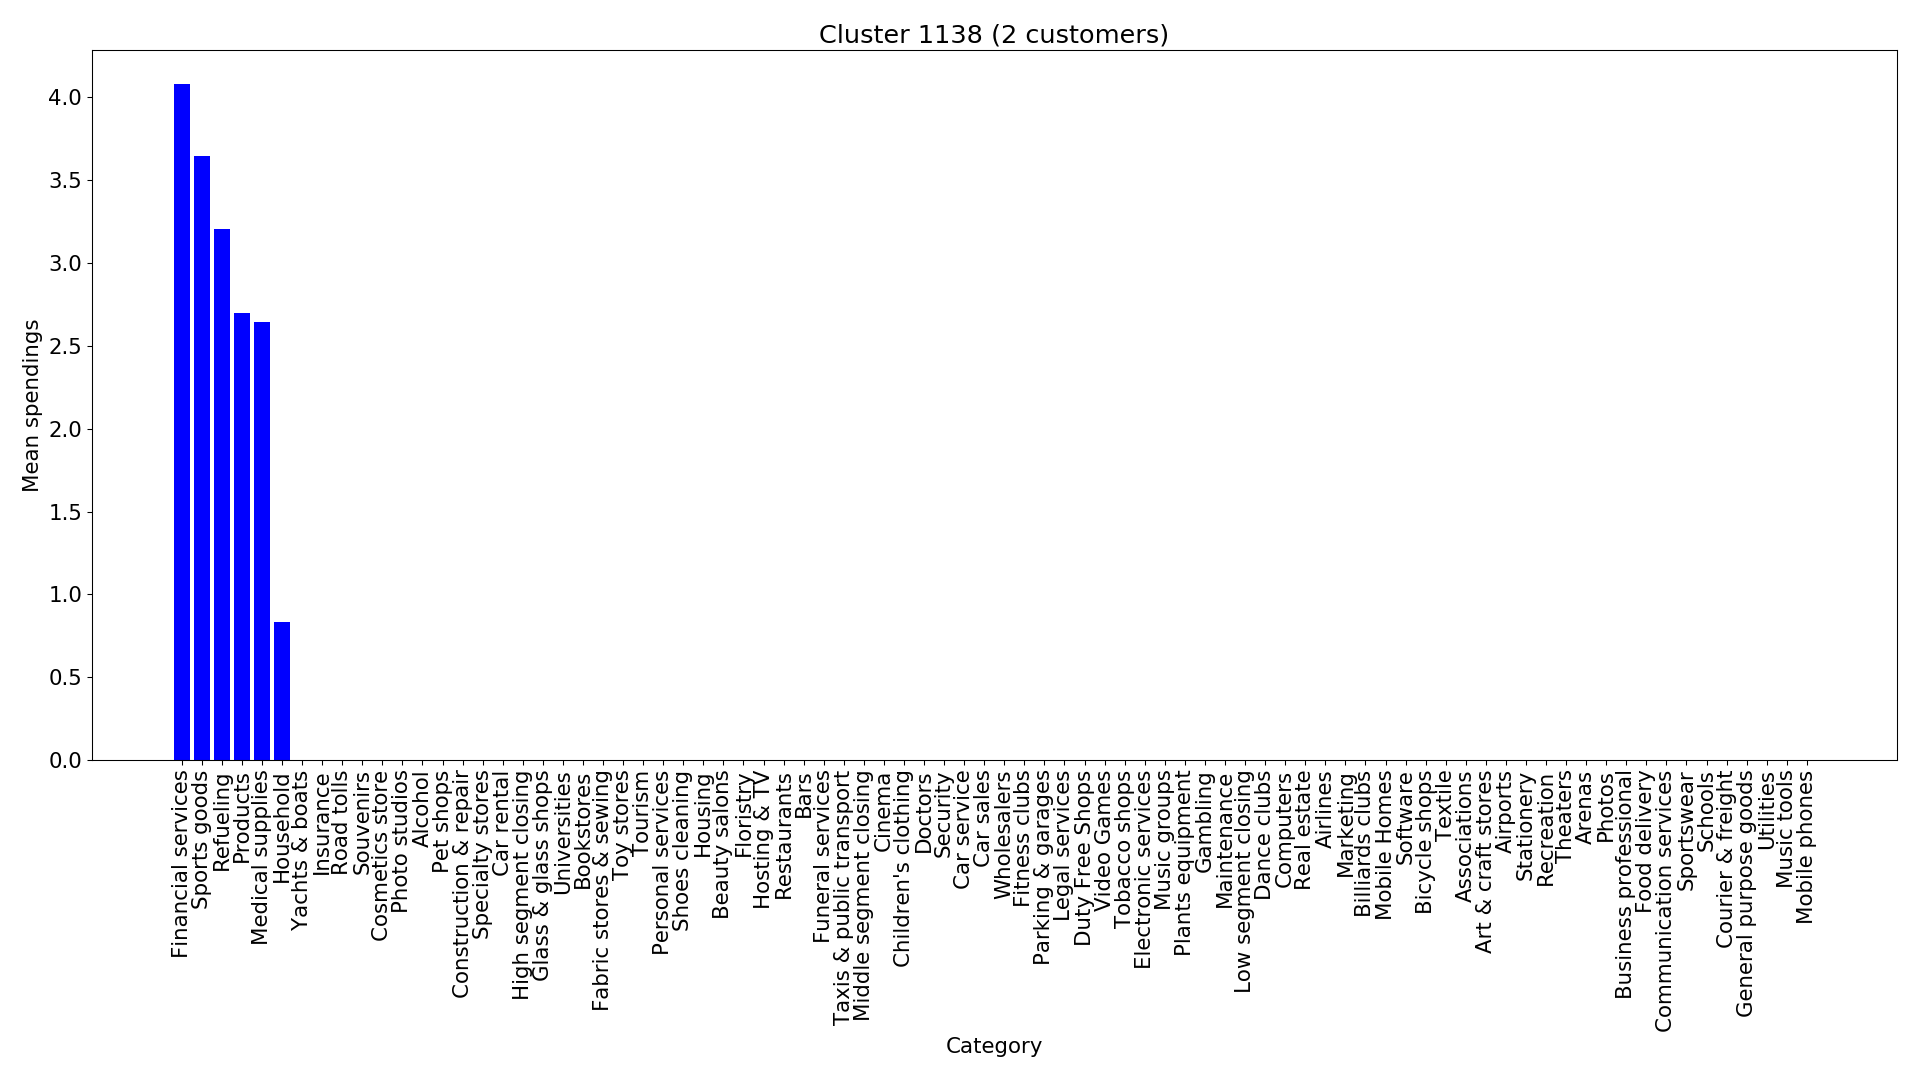 Cluster 1138 (2 customers)
Mean spendings
4.0
3.5
3.0
2.5
2.0
1.5
1.0
0.5
0.0
Financial services
Sports goods
Refueling
Products
Medical supplies
Household
Yachts & boats
Insurance
Road tolls
Souvenirs
Cosmetics store
Photo studios
Alcohol
Pet shops
Construction & repair
Specialty stores
Car rental
High segment closing
Glass & glass shops
Universities
Bookstores
Fabric stores & sewing
Toy stores
Tourism
Personal services
Shoes cleaning
Housing
Beauty salons
Floristry
Hosting & TV
Restaurants
Bars
Funeral services
Taxis & public transport
Middle segment closing
Cinema
Children's clothing
Doctors
Security
Car service
Car sales
Wholesalers
Fitness clubs
Parking & garages
Legal services
Duty Free Shops
Video Games
Tobacco shops
Electronic services
Music groups
Plants equipment
Gambling
Maintenance
Low segment closing
Dance clubs
Computers
Real estate
Airlines
Marketing
Billiards clubs
Mobile Homes
Software
Bicycle shops
Textile
Associations
Art & craft stores
Airports
Stationery
Recreation
Theaters
Arenas
Photos
Business professional
Food delivery
Communication services
Sportswear
Schools
Courier & freight
General purpose goods
Utilities
Music tools
Mobile phones
Category